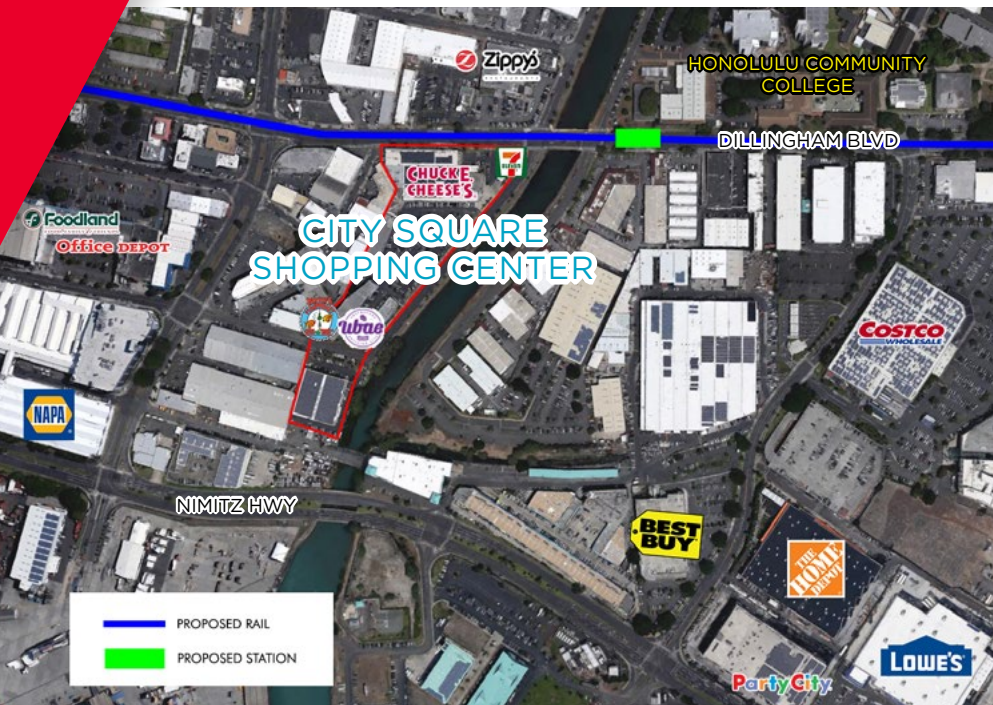 Zippy's
RESTAURANTS
HONOLULU COMMUNITY
COLLEGE
DILLINGHAM BLVD
7
ELEVEN
CHUCK E.
CHEESE'S
Foodland
Office DEPOT
CITY SQUARE
SHOPPING CENTER
ubae
COSTCO
WHOLESALE
NAPA
NIMITZ HWY
BEST
BUY
THE
HOME
DEPOT
PROPOSED RAIL
PROPOSED STATION
LOWE'S
Party City